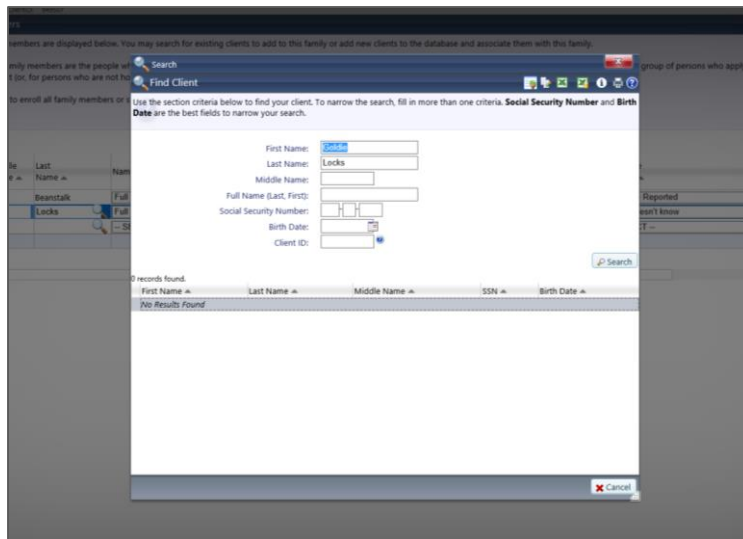 members are displayed below. You may search for existing clients to add to this family or add new clients to the database and associate them with this family.
mily members are the people wh
group of persons who apply
t (or, for persons who are not ho
to enroll all family members or s
Search
Find Client
Use the section criteria below to find your client. To narrow the search, fill in more than one criteria. Social Security Number and Birth
Date are the best fields to narrow your search.
First Name: Goldie
Last Name: Locks
Middle Name:
Full Name (Last, First):
Social Security Number:
Birth Date:
Client ID:
Search
0 records found.
First Name Last Name Middle Name SSN Birth Date
No Results Found
Last
Name
Nam
Beanstalk Full
Reported
Locks Full
esn't know
Cancel